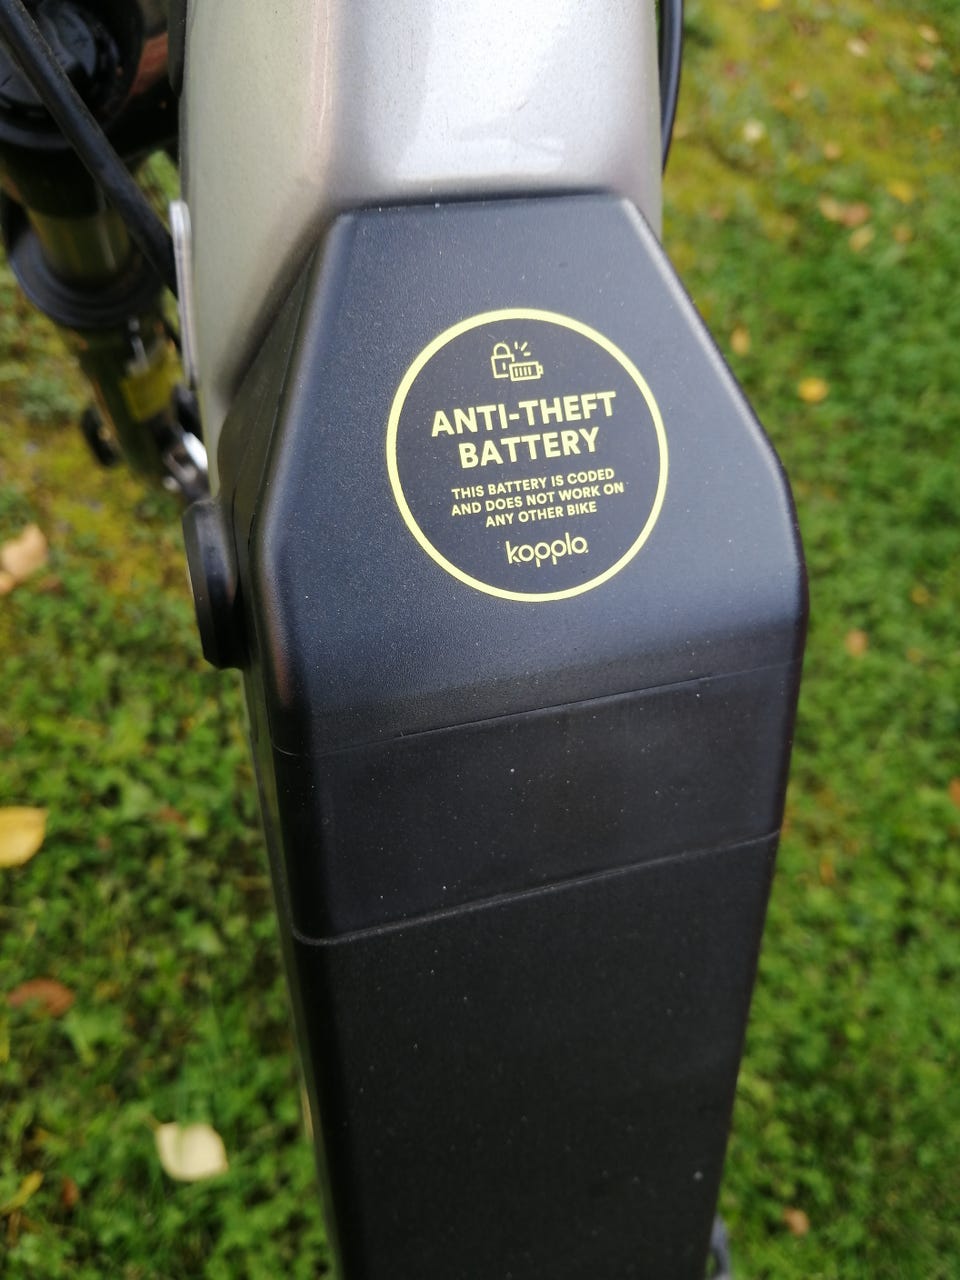 ANTI-THEFT
BATTERY
THIS BATTERY IS CODED
AND DOES NOT WORK ON
ANY OTHER BIKE
kopplo